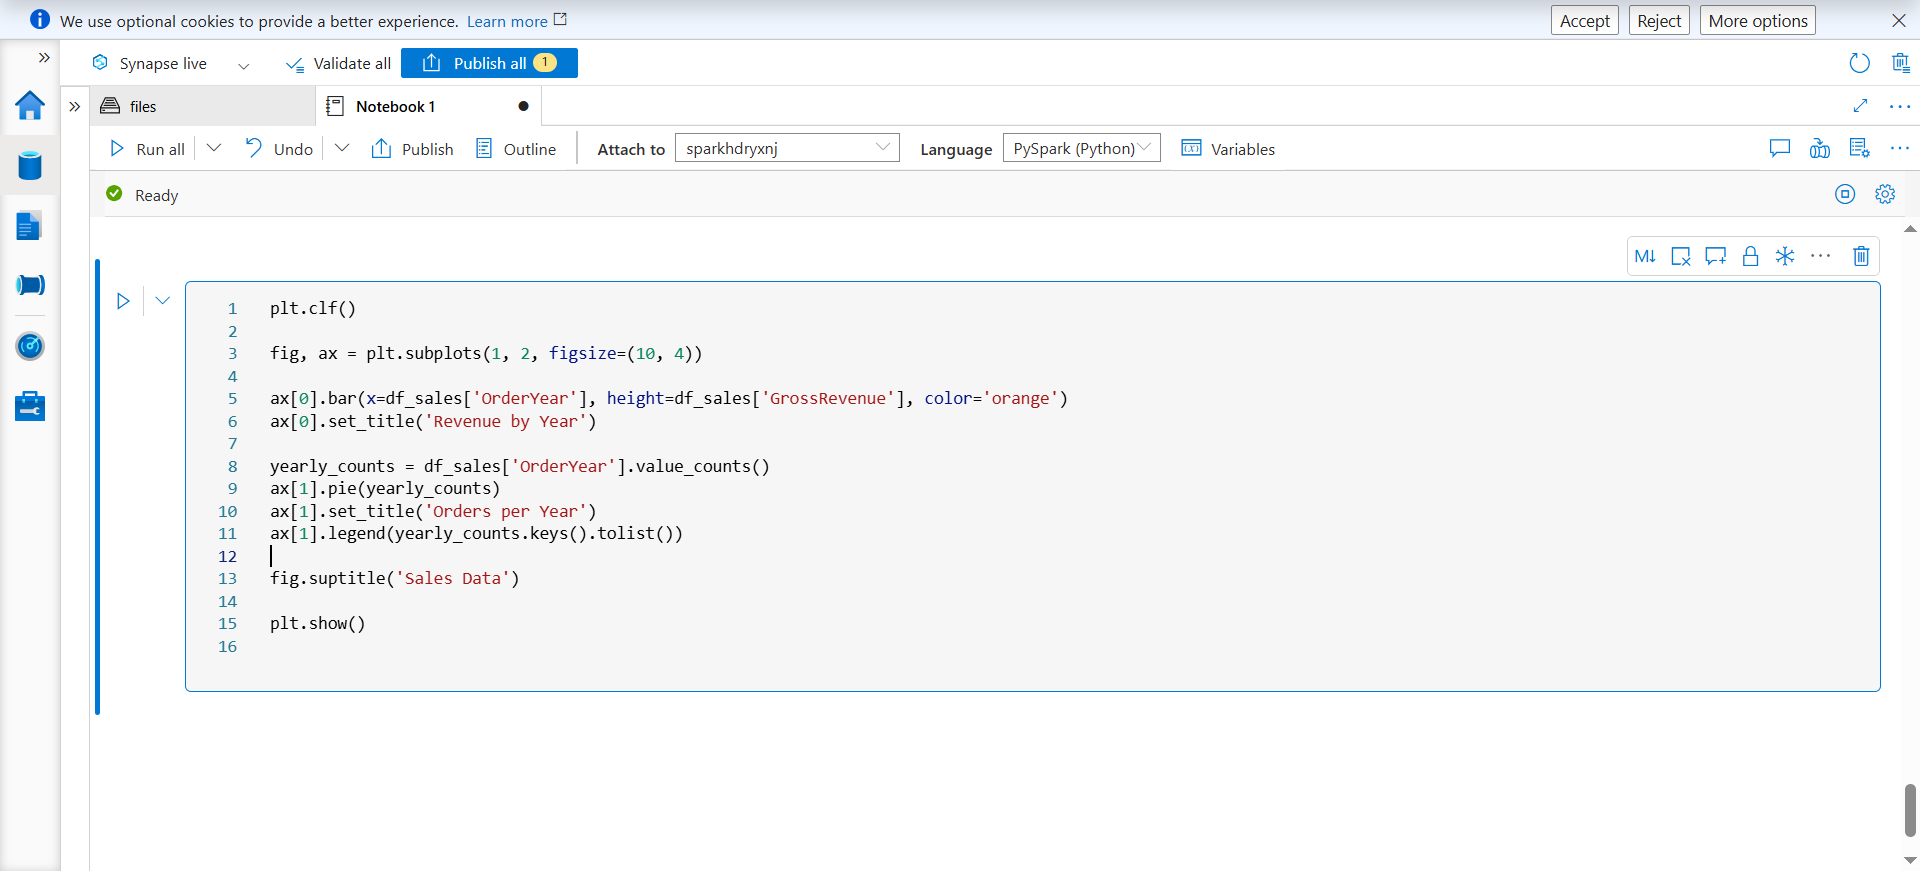 We use optional cookies to provide a better experience. Learn more
Accept Reject More options
Synapse live Validate all Publish all 1
files Notebook 1
Run all Undo Publish Outline Attach to sparkhdryxnj Language PySpark (Python) Variables
Ready
M↓
1 plt.clf()
2
3 fig, ax = plt.subplots(1, 2, figsize=(10, 4))
4
5 ax[0].bar(x=df_sales['OrderYear'], height=df_sales['GrossRevenue'], color='orange')
6 ax[0].set_title('Revenue by Year')
7
8 yearly_counts = df_sales['OrderYear'].value_counts()
9 ax[1].pie(yearly_counts)
10 ax[1].set_title('Orders per Year')
11 ax[1].legend(yearly_counts.keys().tolist())
12
13 fig.suptitle('Sales Data')
14
15 plt.show()
16